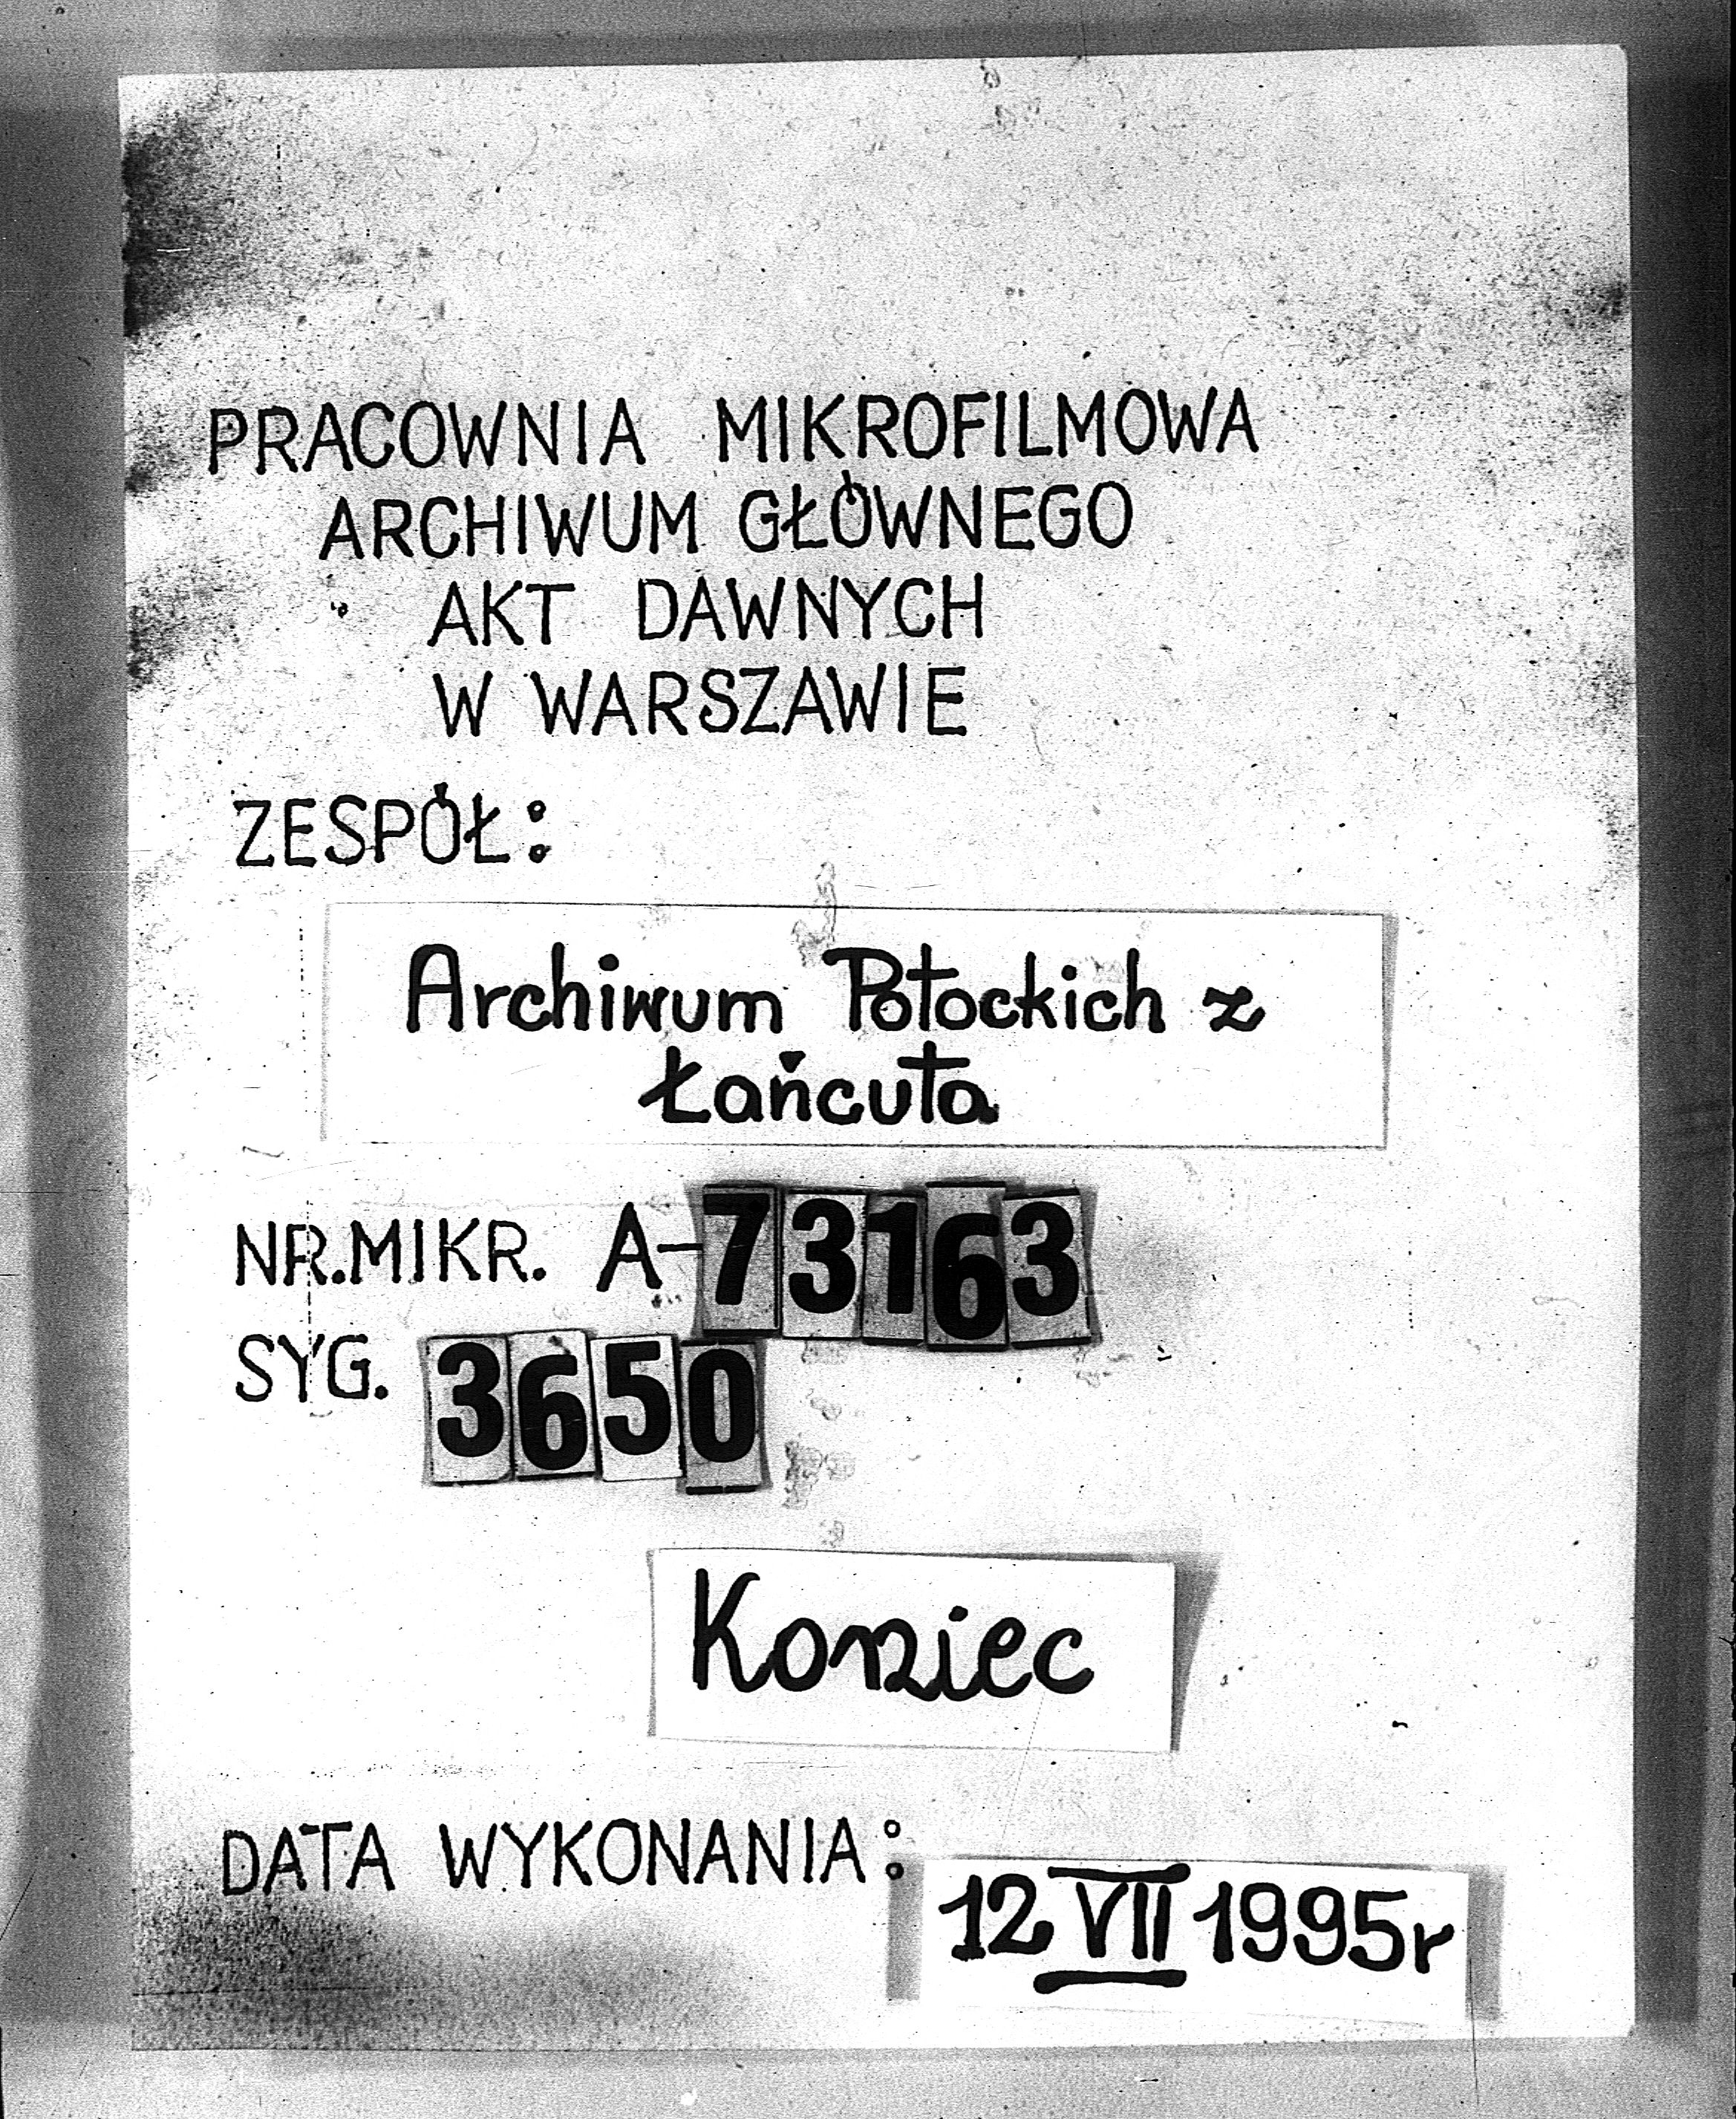 PRACOWNIA MIKROFILMOWA
ARCHIWUM GŁÓWNEGO
AKT DAWNYCH
W WARSZAWIE
ZESPÓŁ:
Archiwum Potockich z
Łańcuta
NR.MIKR. A-73163
SYG. 3650
Koniec
DATA WYKONANIA:
12 VII 1995r